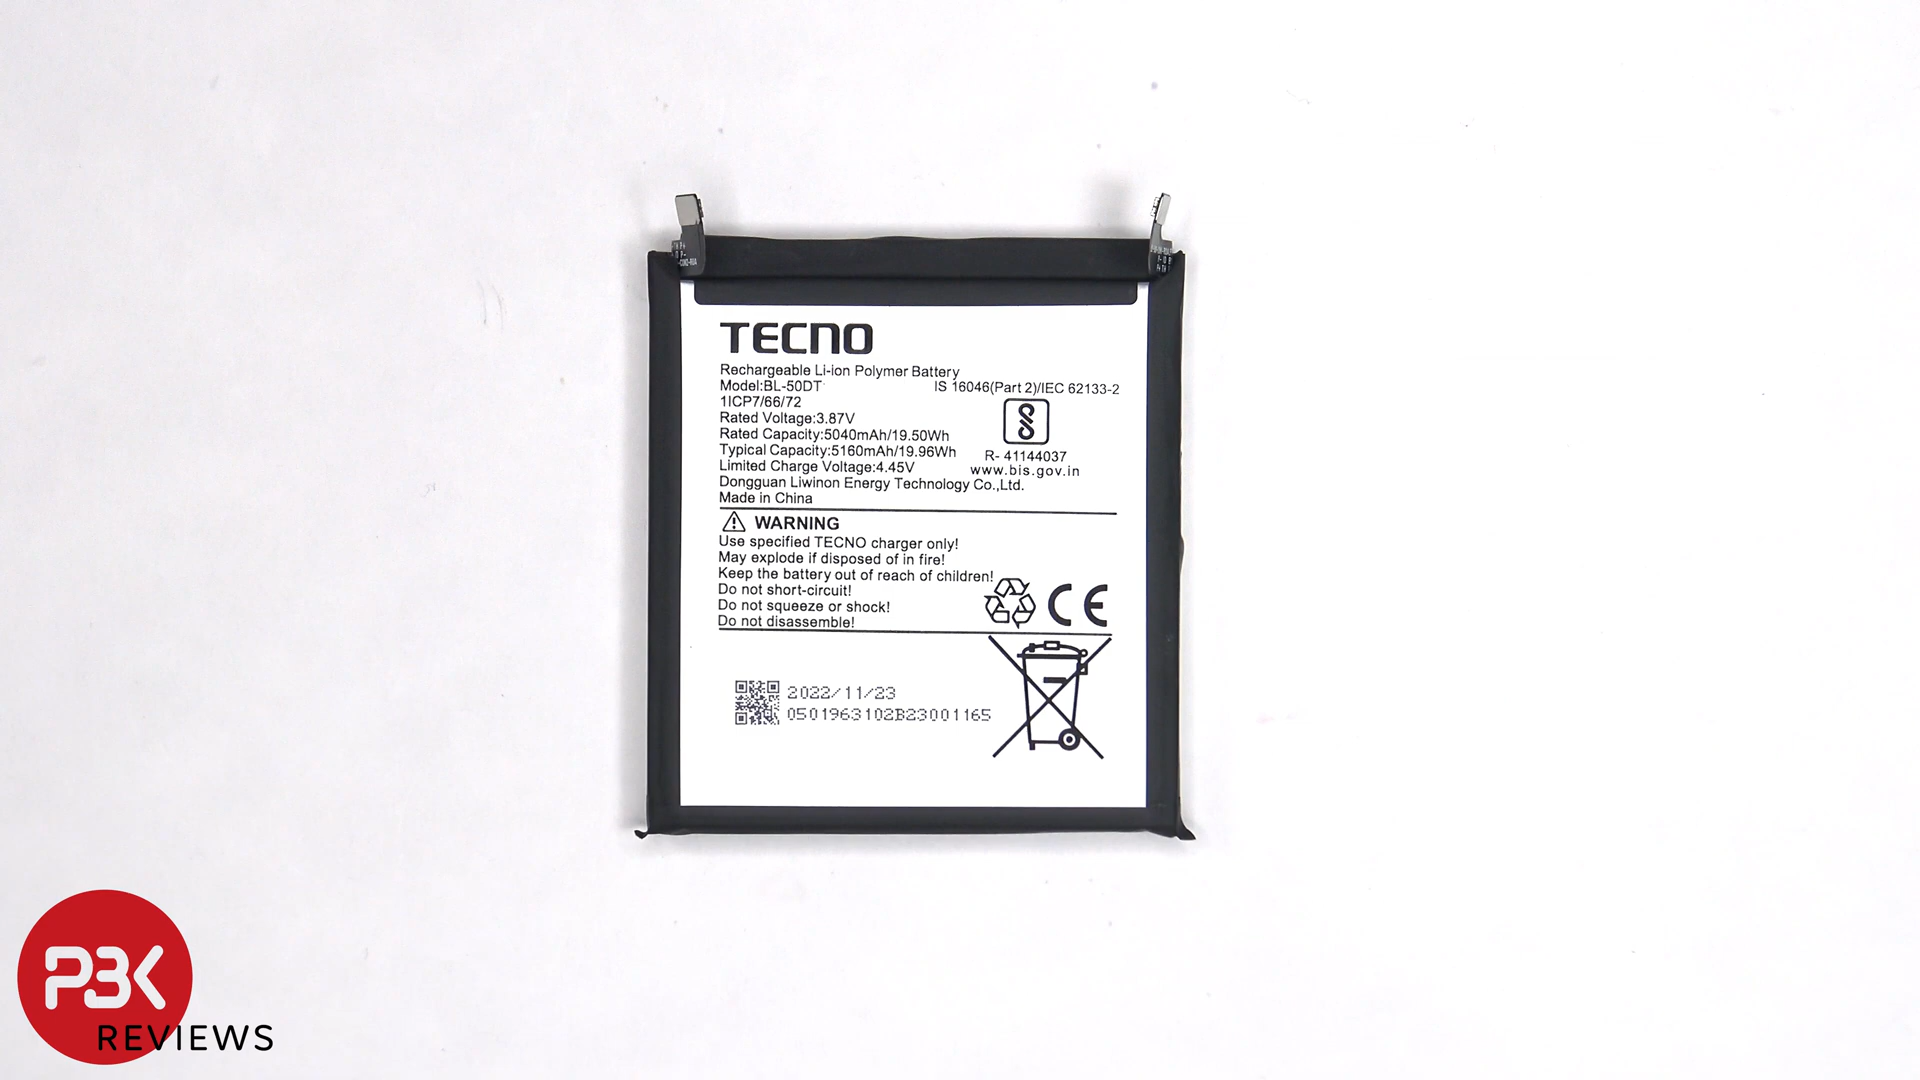 TECNO
Rechargeable Li-ion Polymer Battery
Model:BL-50DT
IS 16046(Part 2)/IEC 62133-2
1ICP7/66/72
Rated Voltage:3.87V
Rated Capacity:5040mAh/19.50Wh
Typical Capacity:5160mAh/19.96Wh
R- 41144037
Limited Charge Voltage:4.45V
www.bis.gov.in
Dongguan Liwinon Energy Technology Co.,Ltd.
Made in China
WARNING
Use specified TECNO charger only!
May explode if disposed of in fire!
Keep the battery out of reach of children!
Do not short-circuit!
Do not squeeze or shock!
Do not disassemble!
CE
2022/11/23
0501963102B23001165
PBK
REVIEWS